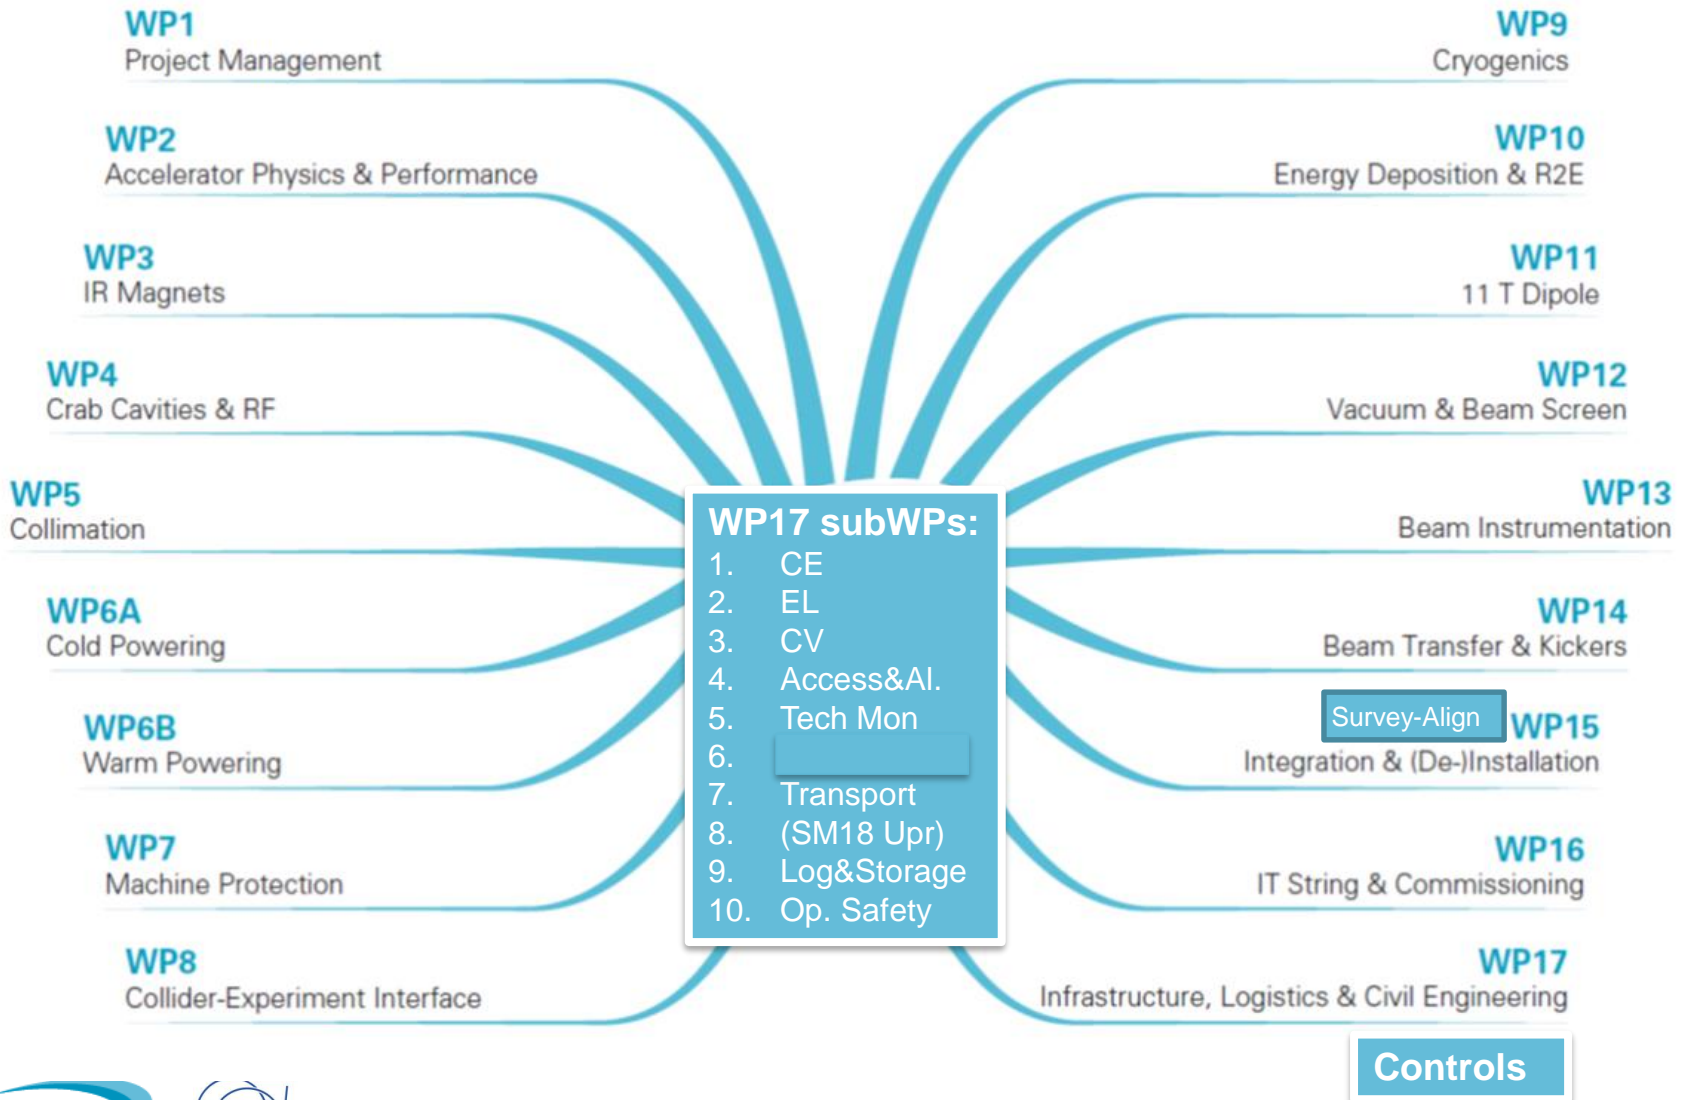 WP1
Project Management
WP2
Accelerator Physics & Performance
WP3
IR Magnets
WP4
Crab Cavities & RF
WP5
Collimation
WP6A
Cold Powering
WP6B
Warm Powering
WP7
Machine Protection
WP8
Collider-Experiment Interface
WP17 subWPs:
1. CE
2. EL
3. CV
4. Access&Al.
5. Tech Mon
6.
7. Transport
8. (SM18 Upr)
9. Log&Storage
10. Op. Safety
WP9
Cryogenics
WP10
Energy Deposition & R2E
WP11
11 T Dipole
WP12
Vacuum & Beam Screen
WP13
Beam Instrumentation
WP14
Beam Transfer & Kickers
Survey-Align WP15
Integration & (De-)Installation
WP16
IT String & Commissioning
WP17
Infrastructure, Logistics & Civil Engineering
Controls